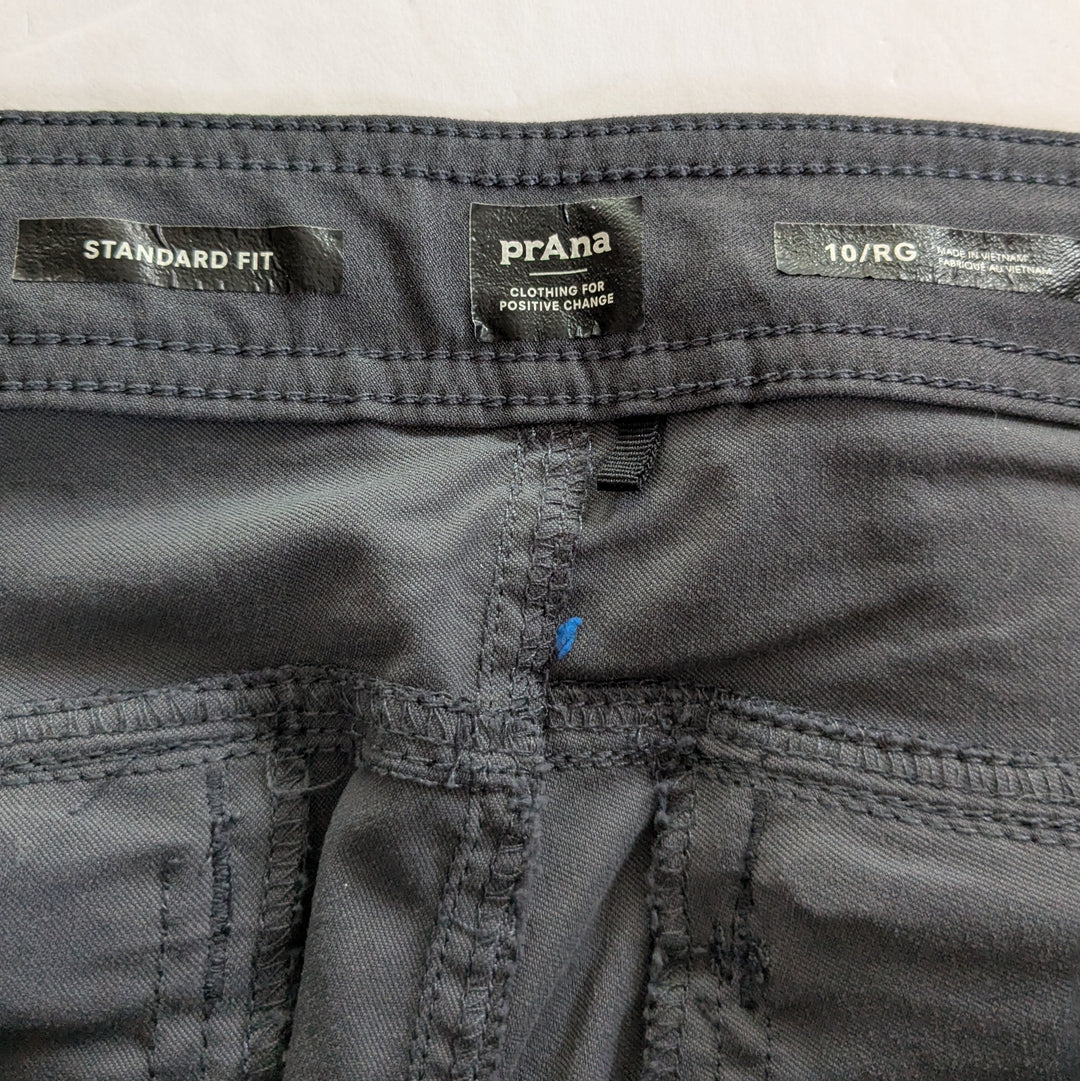 STANDARD FIT
prAna
CLOTHING FOR
POSITIVE CHANGE
10/RG
MADE IN VIETNAM
FABRIQUÉ AU VIETNAM